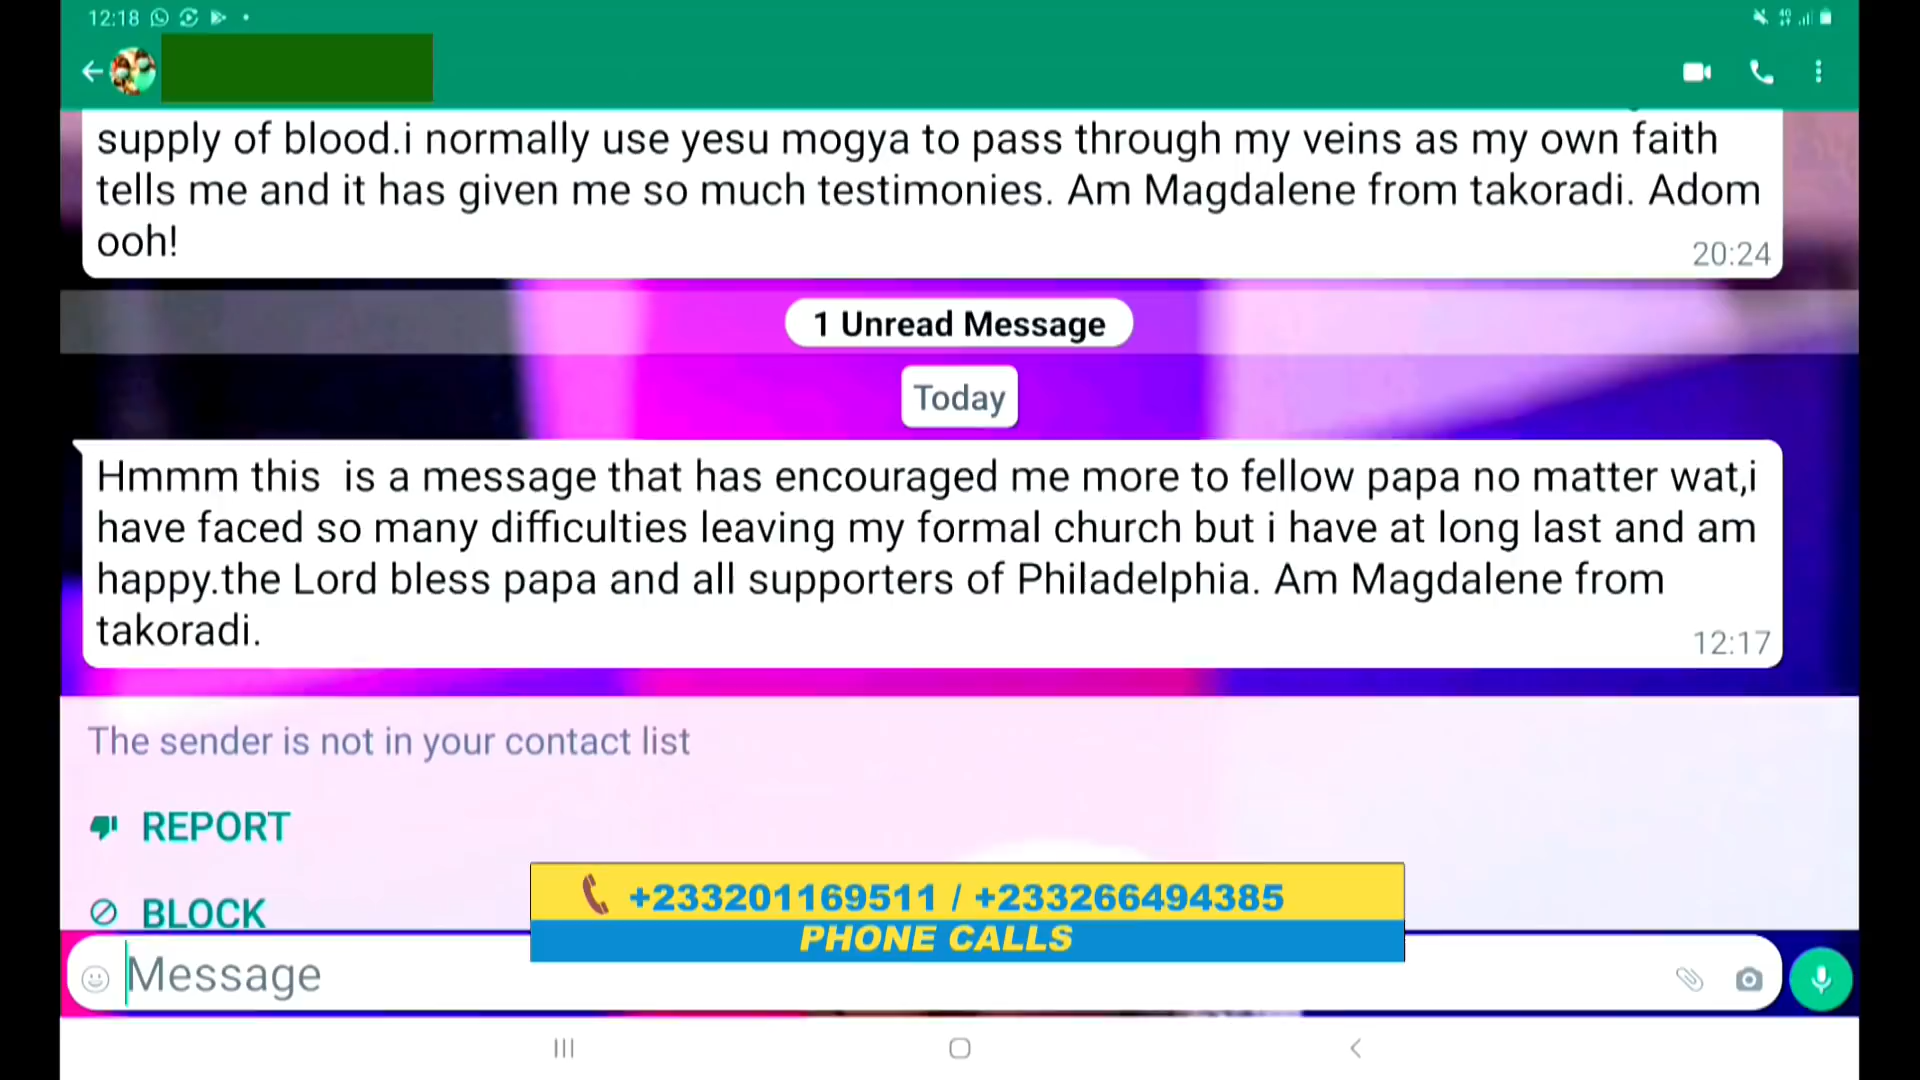 12:18
supply of blood.i normally use yesu mogya to pass through my veins as my own faith
tells me and it has given me so much testimonies. Am Magdalene from takoradi. Adom
ooh!
20:24
1 Unread Message
Today
Hmmm this  is a message that has encouraged me more to fellow papa no matter wat,i
have faced so many difficulties leaving my formal church but i have at long last and am
happy.the Lord bless papa and all supporters of Philadelphia. Am Magdalene from
takoradi.
12:17
The sender is not in your contact list
REPORT
BLOCK
+233201169511 / +233266494385
PHONE CALLS
Message